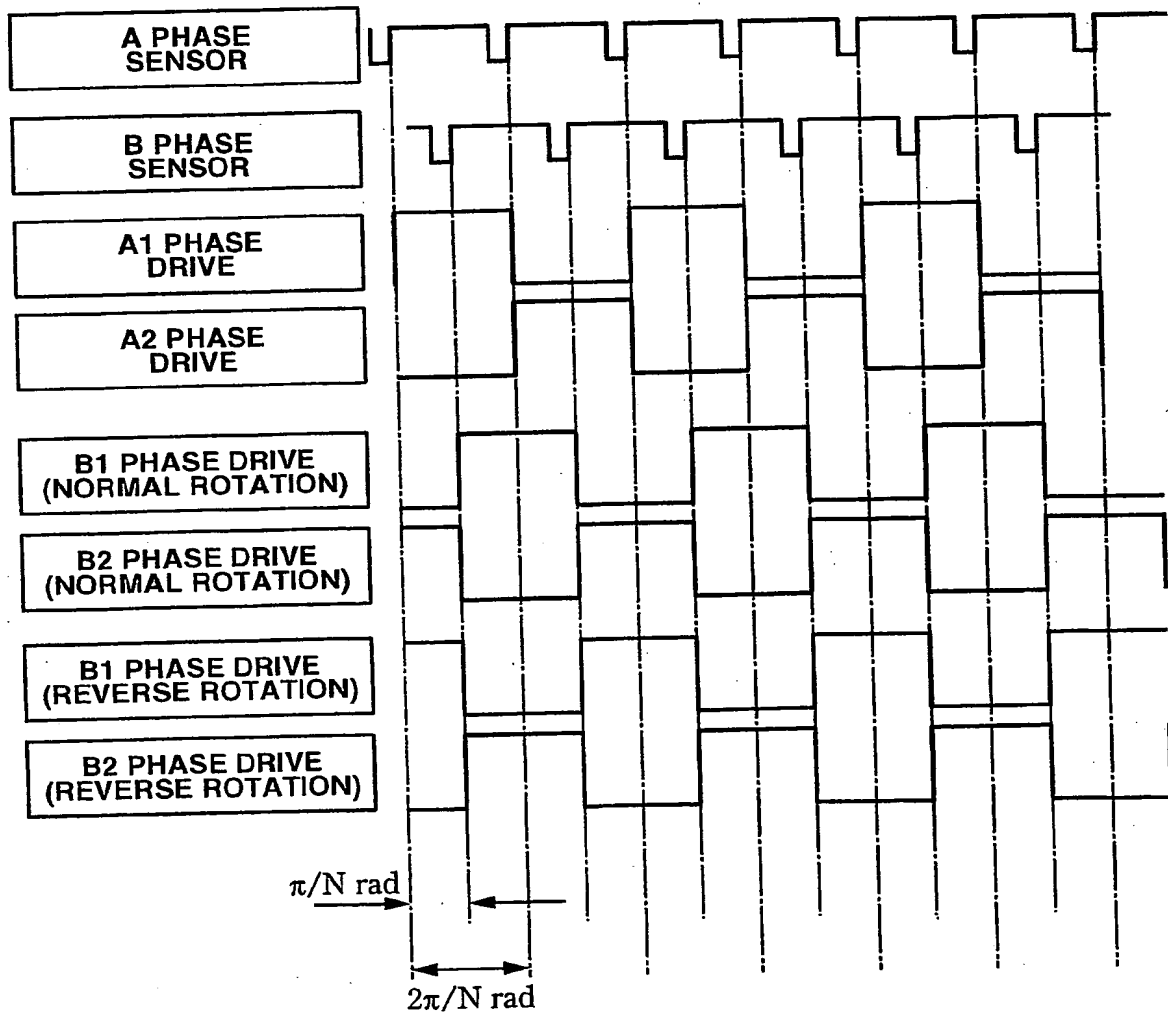 A PHASE
SENSOR
B PHASE
SENSOR
A1 PHASE
DRIVE
A2 PHASE
DRIVE
B1 PHASE DRIVE
(NORMAL ROTATION)
B2 PHASE DRIVE
(NORMAL ROTATION)
B1 PHASE DRIVE
(REVERSE ROTATION)
B2 PHASE DRIVE
(REVERSE ROTATION)
π/N rad
2π/N rad